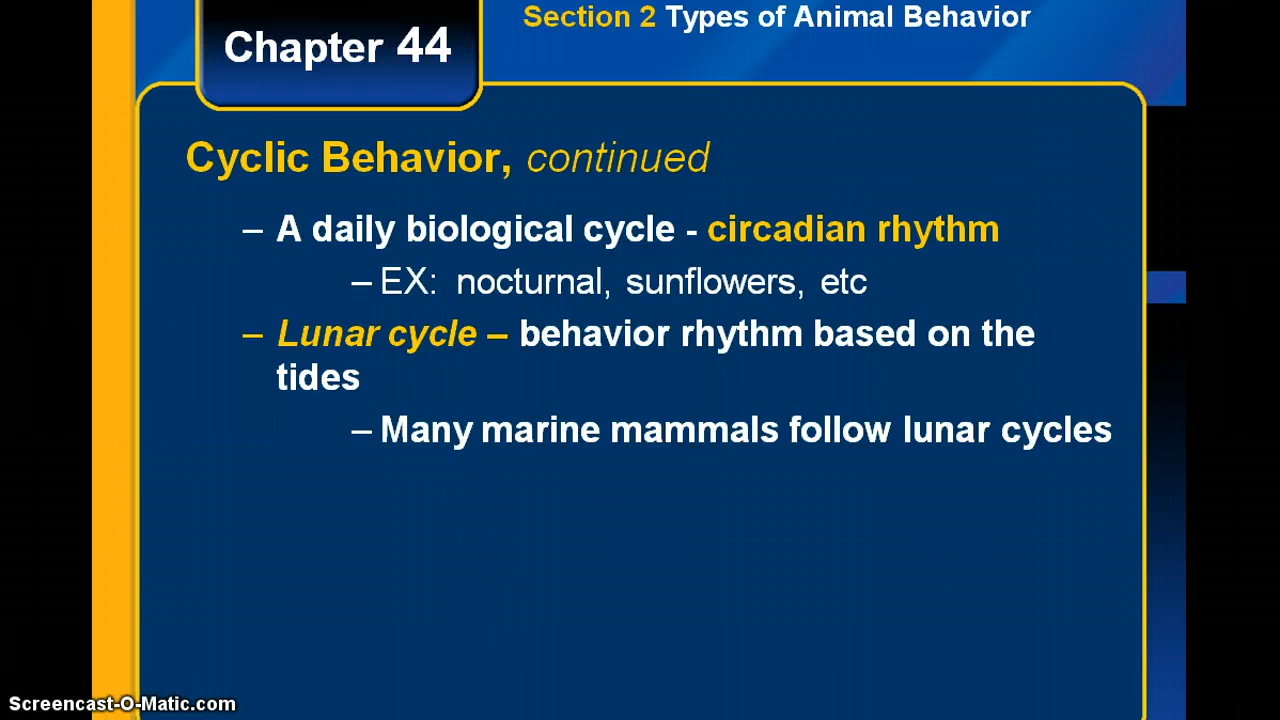 Section 2 Types of Animal Behavior
Chapter 44
Cyclic Behavior, continued
– A daily biological cycle - circadian rhythm
– EX: nocturnal, sunflowers, etc
– Lunar cycle – behavior rhythm based on the
tides
– Many marine mammals follow lunar cycles
Screencast-O-Matic.com